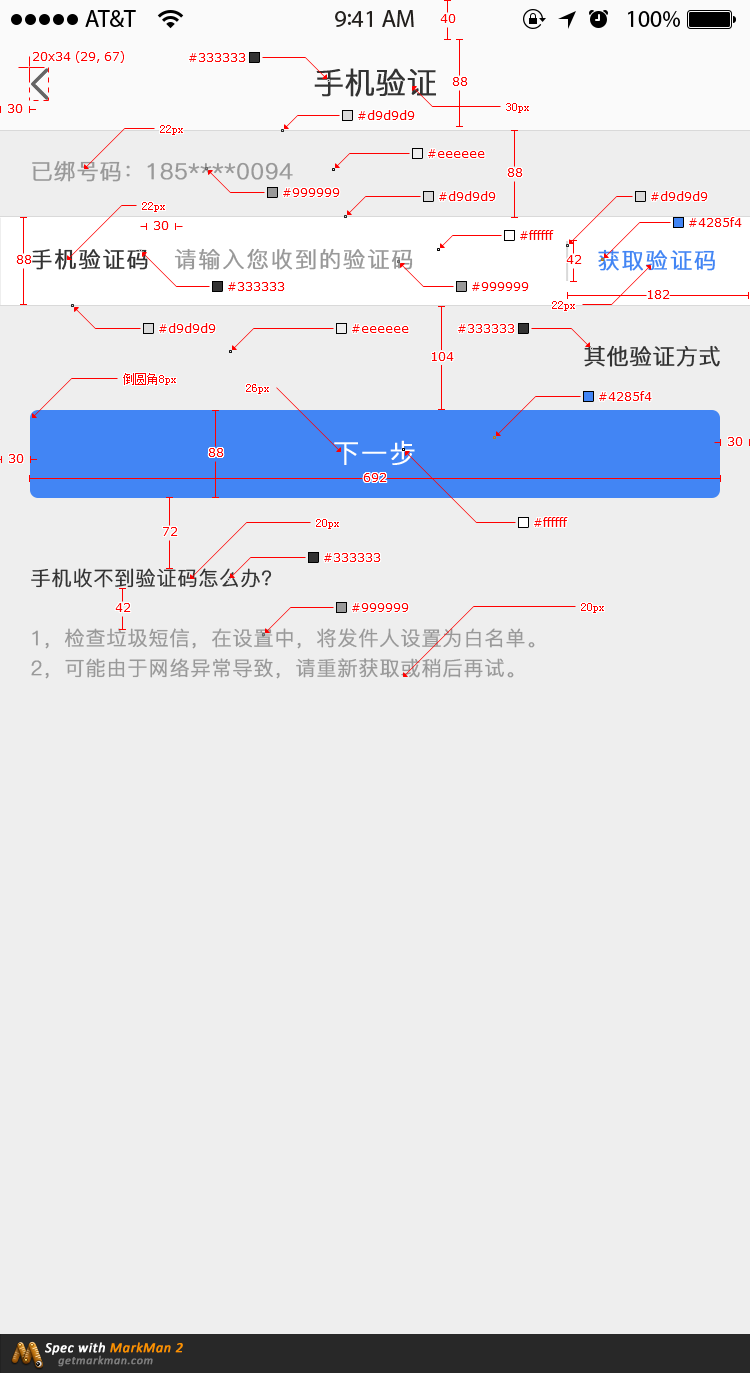 AT&T 9:41 AM 100%
40
20x34 (29, 67)
#333333
手机验证
88
30
30px
#d9d9d9
22px
#eeeeee
已绑号码：185****0094
88
#999999
#d9d9d9
#d9d9d9
22px
30
#ffffff
#4285f4
88
手机验证码
请输入您收到的验证码
42
获取验证码
#333333
#999999
182
22px
#d9d9d9
#eeeeee
#333333
104
其他验证方式
倒圆角8px
26px
#4285f4
30
88
下一步
30
692
72
20px
#ffffff
#333333
手机收不到验证码怎么办?
42
#999999
20px
1，检查垃圾短信，在设置中，将发件人设置为白名单。
2，可能由于网络异常导致，请重新获取或稍后再试。
Spec with MarkMan 2
getmarkman.com